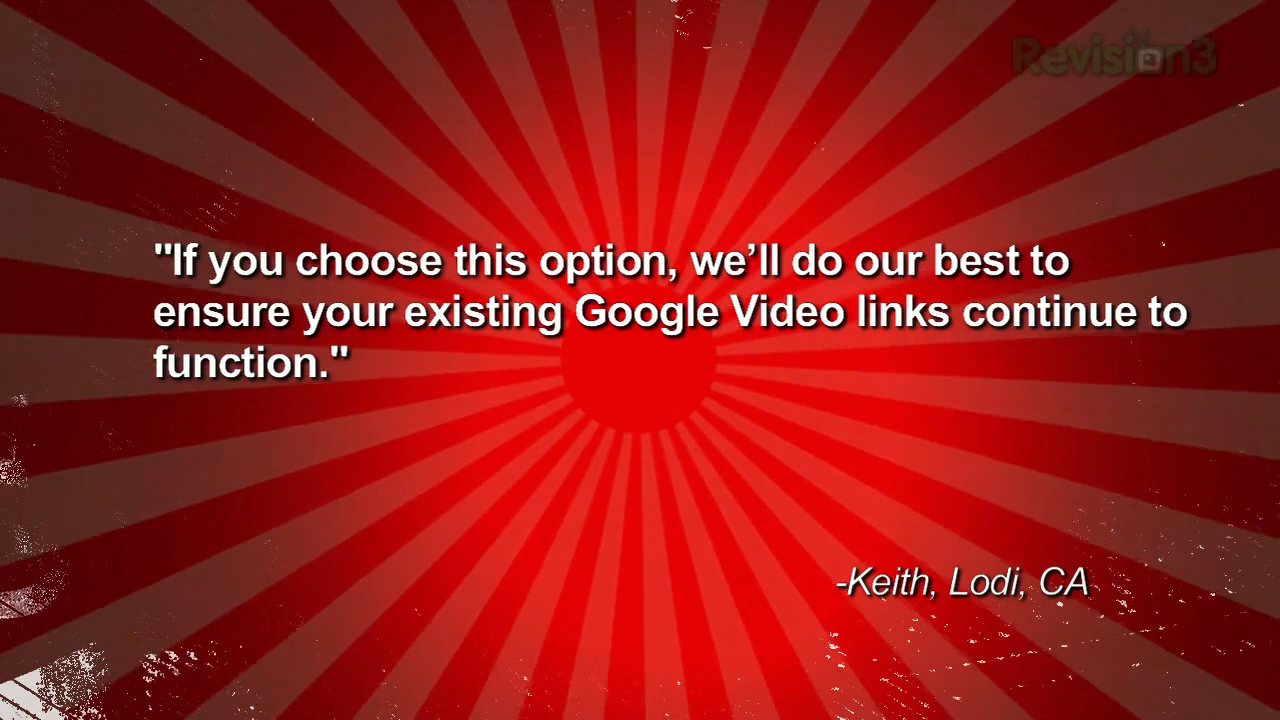 Revision3
"If you choose this option, we’ll do our best to
ensure your existing Google Video links continue to
function."
-Keith, Lodi, CA